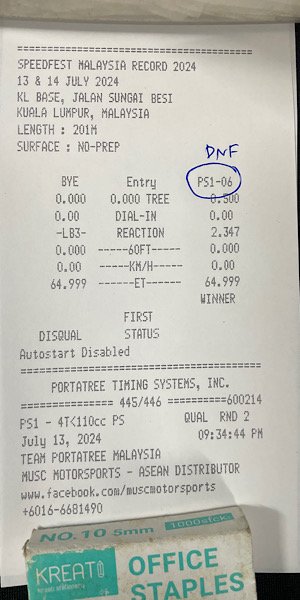 SPEEDFEST MALAYSIA RECORD 2024
13 & 14 JULY 2024
KL BASE, JALAN SUNGAI BESI
KUALA LUMPUR, MALAYSIA
LENGTH : 201M
SURFACE : NO-PREP
DNF
BYE Entry PS1-06
0.000 0.000 TREE 0.500
0.00 DIAL-IN 0.00
-LB3- REACTION 2.347
0.000 ------60FT------ 0.000
0.00 ------KM/H----- 0.00
64.999 -------ET------ 64.999
WINNER
FIRST
DISQUAL STATUS
Autostart Disabled
PORTATREE TIMING SYSTEMS, INC.
=============== 445/446 ==========600214
PS1 - 4T<110cc PS QUAL RND 2
July 13, 2024 09:34:44 PM
TEAM PORTATREE MALAYSIA
MUSC MOTORSPORTS - ASEAN DISTRIBUTOR
www.facebook.com/muscmotorsports
+6016-6681490
NO.10 5mm 1000stck.
KREATO OFFICE
STAPLES